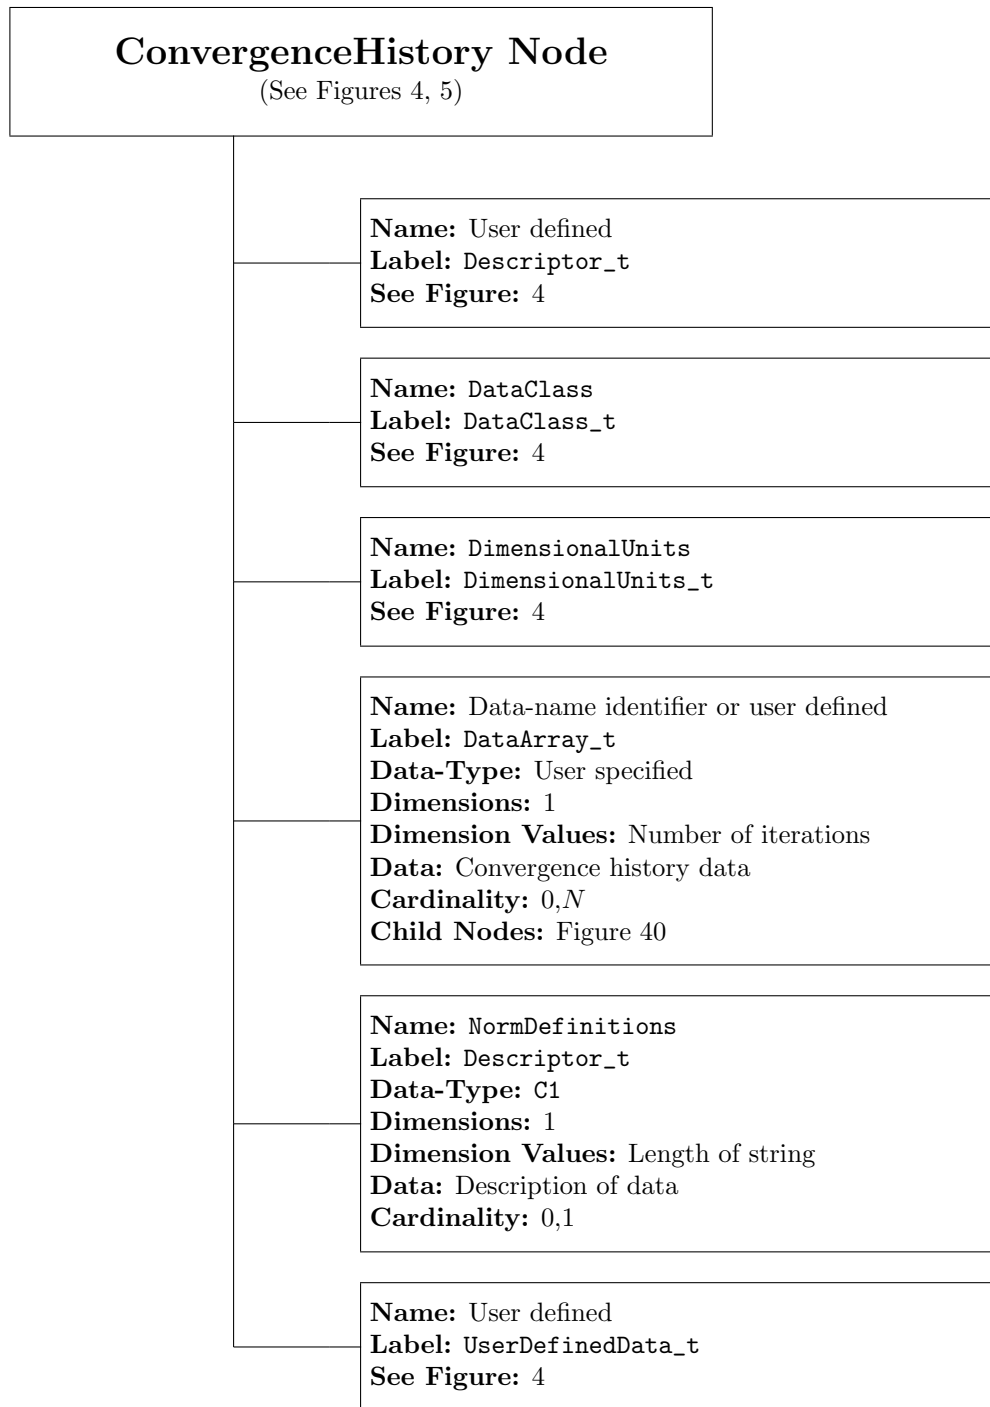 ConvergenceHistory Node
(See Figures 4, 5)
Name: User defined
Label: Descriptor_t
See Figure: 4
Name: DataClass
Label: DataClass_t
See Figure: 4
Name: DimensionalUnits
Label: DimensionalUnits_t
See Figure: 4
Name: Data-name identifier or user defined
Label: DataArray_t
Data-Type: User specified
Dimensions: 1
Dimension Values: Number of iterations
Data: Convergence history data
Cardinality: 0,N
Child Nodes: Figure 40
Name: NormDefinitions
Label: Descriptor_t
Data-Type: C1
Dimensions: 1
Dimension Values: Length of string
Data: Description of data
Cardinality: 0,1
Name: User defined
Label: UserDefinedData_t
See Figure: 4